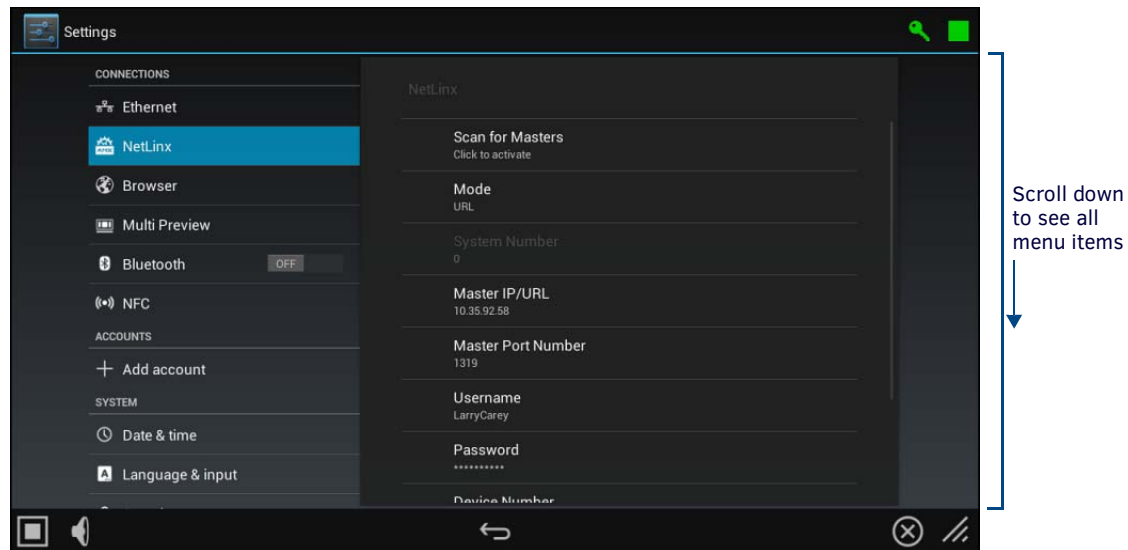 Settings
CONNECTIONS
Ethernet
NetLinx
Browser
Multi Preview
Bluetooth
OFF
NFC
ACCOUNTS
Add account
SYSTEM
Date & time
Language & input
NetLinx
Scan for Masters
Click to activate
Mode
URL
System Number
0
Master IP/URL
10.35.92.58
Master Port Number
1319
Username
LarryCarey
Password
**********
Device Number
Scroll down
to see all
menu items